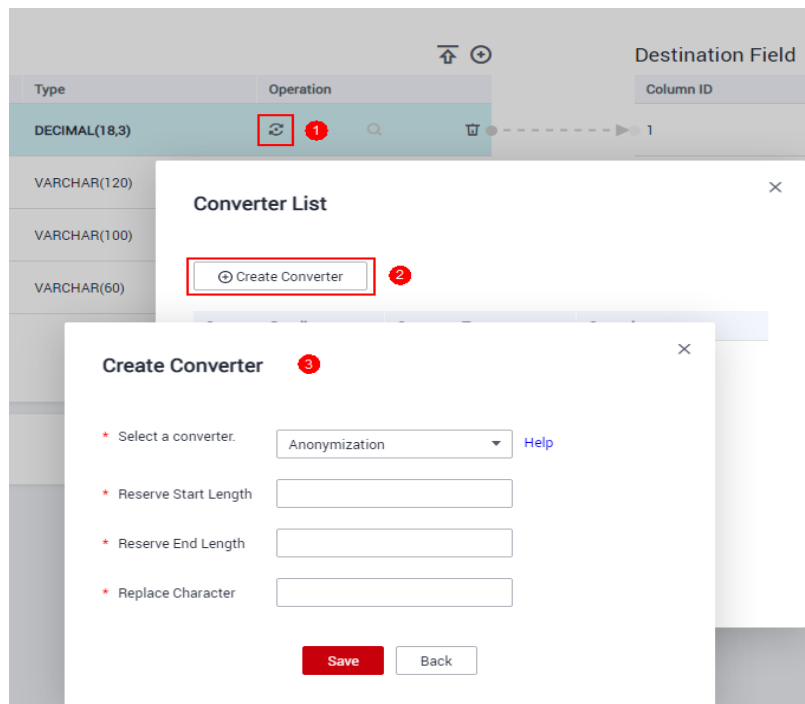 Destination Field
Type Operation Column ID
DECIMAL(18,3) 1 1
VARCHAR(120)
Converter List
VARCHAR(100)
Create Converter 2
VARCHAR(60)
Create Converter 3
* Select a converter. Anonymization Help
* Reserve Start Length
* Reserve End Length
* Replace Character
Save Back